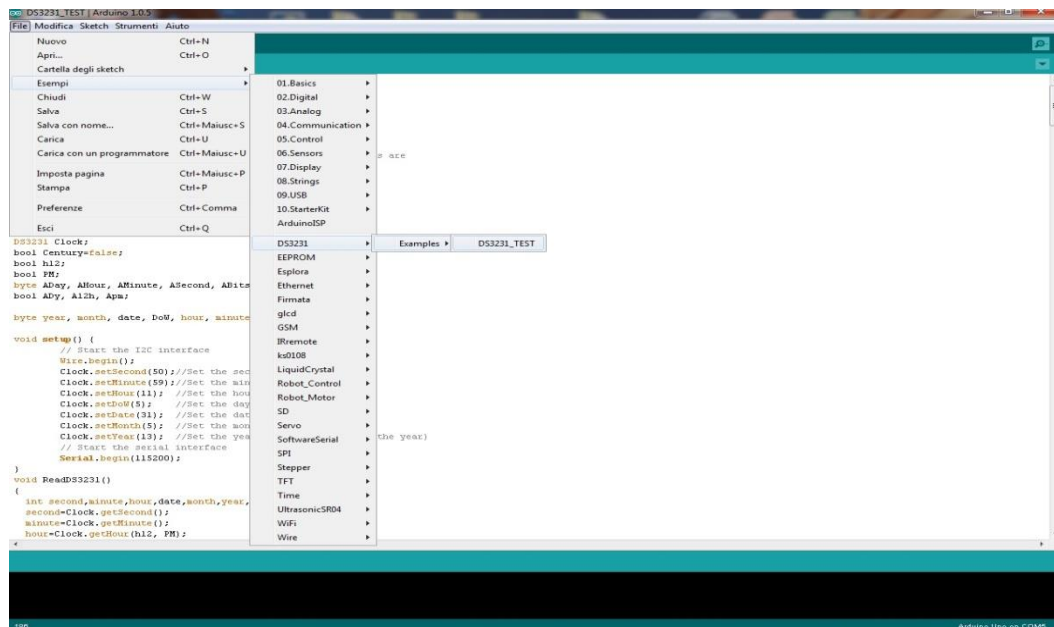 DS3231_TEST | Arduino 1.0.5
File Modifica Sketch Strumenti Aiuto
Nuovo Ctrl+N
Apri... Ctrl+O
Cartella degli sketch
Esempi
Chiudi Ctrl+W
Salva Ctrl+S
Salva con nome... Ctrl+Maiusc+S
Carica Ctrl+U
Carica con un programmatore Ctrl+Maiusc+U
Imposta pagina Ctrl+Maiusc+P
Stampa Ctrl+P
Preferenze Ctrl+Comma
Esci Ctrl+Q
01.Basics
02.Digital
03.Analog
04.Communication
05.Control
06.Sensors
07.Display
08.Strings
09.USB
10.StarterKit
ArduinoISP
DS3231
EEPROM
Esplora
Ethernet
Firmata
glcd
GSM
IRremote
ks0108
LiquidCrystal
Robot_Control
Robot_Motor
SD
Servo
SoftwareSerial
SPI
Stepper
TFT
Time
UltrasonicSR04
WiFi
Wire
Examples
DS3231_TEST
s are
DS3231 Clock;
bool Century=false;
bool h12;
bool PM;
byte ADay, AHour, AMinute, ASecond, ABits
bool ADy, A12h, Apm;
byte year, month, date, DoW, hour, minute
void setup() {
// Start the I2C interface
Wire.begin();
Clock.setSecond(50);//Set the sec
Clock.setMinute(59);//Set the min
Clock.setHour(11); //Set the hou
Clock.setDoW(5); //Set the day
Clock.setDate(31); //Set the dat
Clock.setMonth(5); //Set the mon
Clock.setYear(13); //Set the yea the year)
// Start the serial interface
Serial.begin(115200);
}
void ReadDS3231()
{
int second,minute,hour,date,month,year,
second=Clock.getSecond();
minute=Clock.getMinute();
hour=Clock.getHour(h12, PM);
Arduino Uno on COM5